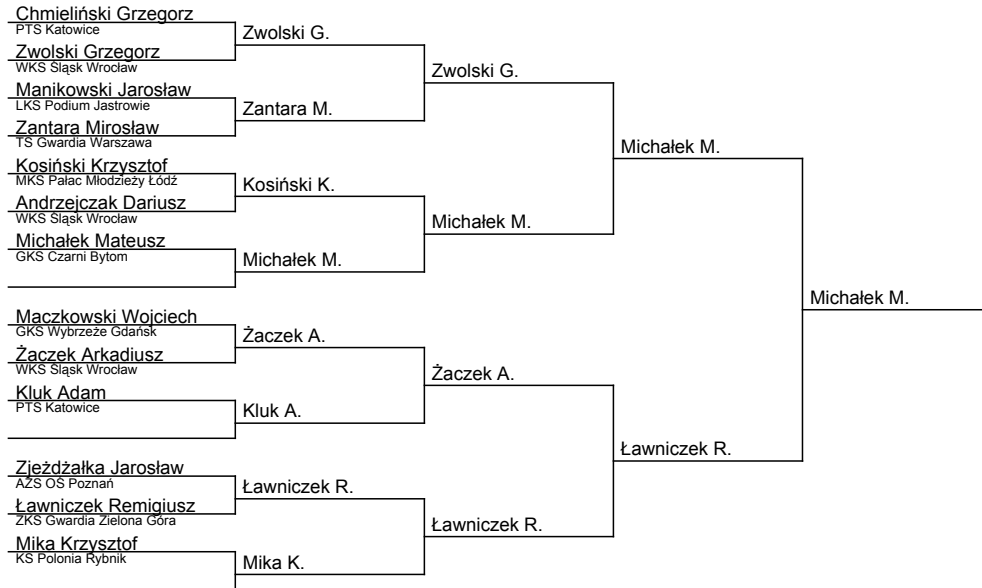 Chmieliński Grzegorz
PTS Katowice
Zwolski Grzegorz
WKS Śląsk Wrocław
Manikowski Jarosław
LKS Podium Jastrowie
Zantara Mirosław
TS Gwardia Warszawa
Kosiński Krzysztof
MKS Pałac Młodzieży Łódź
Andrzejczak Dariusz
WKS Śląsk Wrocław
Michałek Mateusz
GKS Czarni Bytom
Maczkowski Wojciech
GKS Wybrzeże Gdańsk
Żaczek Arkadiusz
WKS Śląsk Wrocław
Kluk Adam
PTS Katowice
Zjeżdżałka Jarosław
AZS OŚ Poznań
Ławniczek Remigiusz
ZKS Gwardia Zielona Góra
Mika Krzysztof
KS Polonia Rybnik
Zwolski G.
Zantara M.
Kosiński K.
Michałek M.
Żaczek A.
Kluk A.
Ławniczek R.
Mika K.
Zwolski G.
Michałek M.
Żaczek A.
Ławniczek R.
Michałek M.
Ławniczek R.
Michałek M.